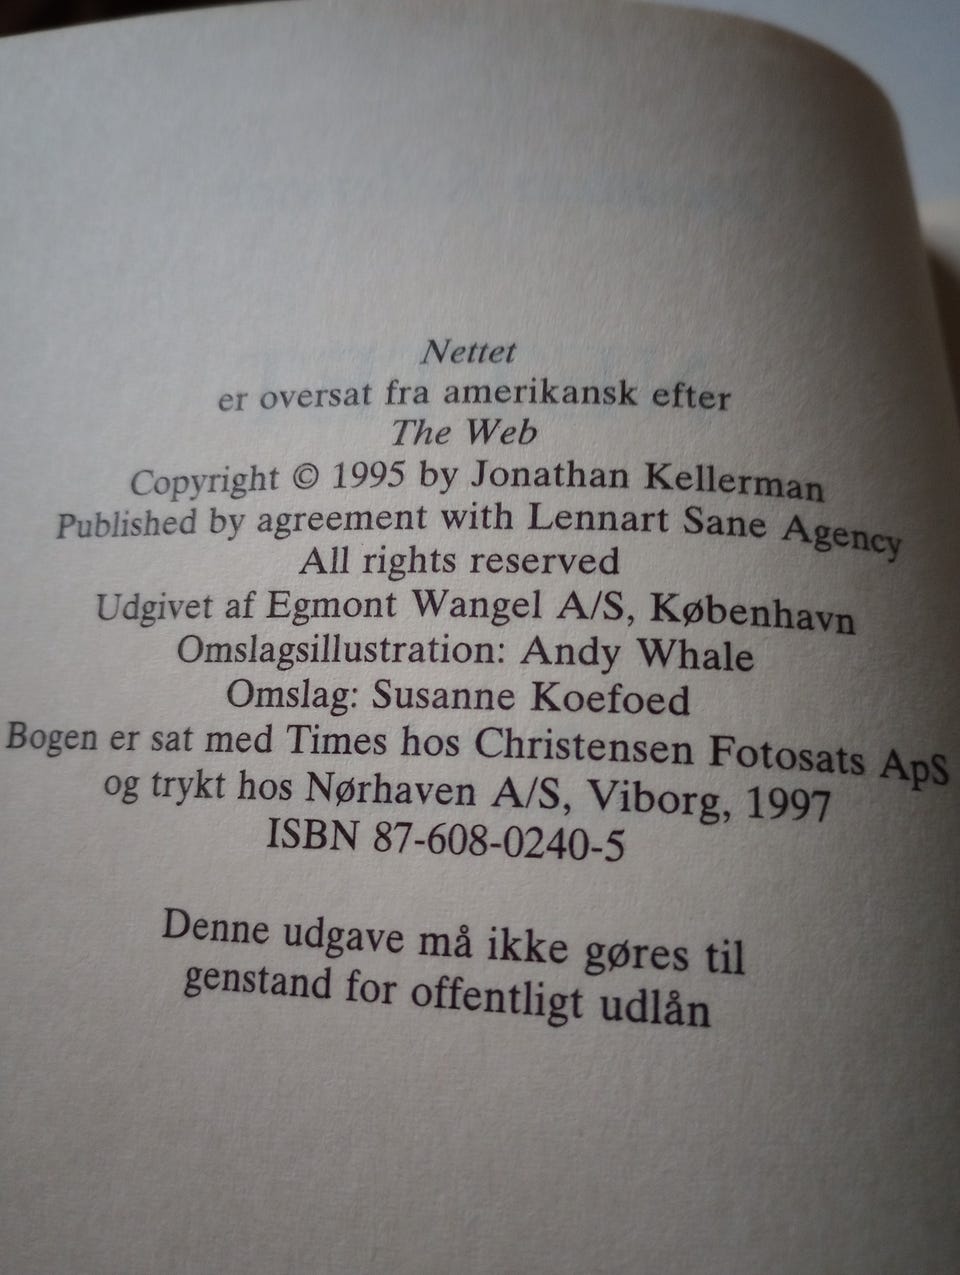 Nettet
er oversat fra amerikansk efter
The Web
Copyright © 1995 by Jonathan Kellerman
Published by agreement with Lennart Sane Agency
All rights reserved
Udgivet af Egmont Wangel A/S, København
Omslagsillustration: Andy Whale
Omslag: Susanne Koefoed
Bogen er sat med Times hos Christensen Fotosats ApS
og trykt hos Nørhaven A/S, Viborg, 1997
ISBN 87-608-0240-5
Denne udgave må ikke gøres til
genstand for offentligt udlån